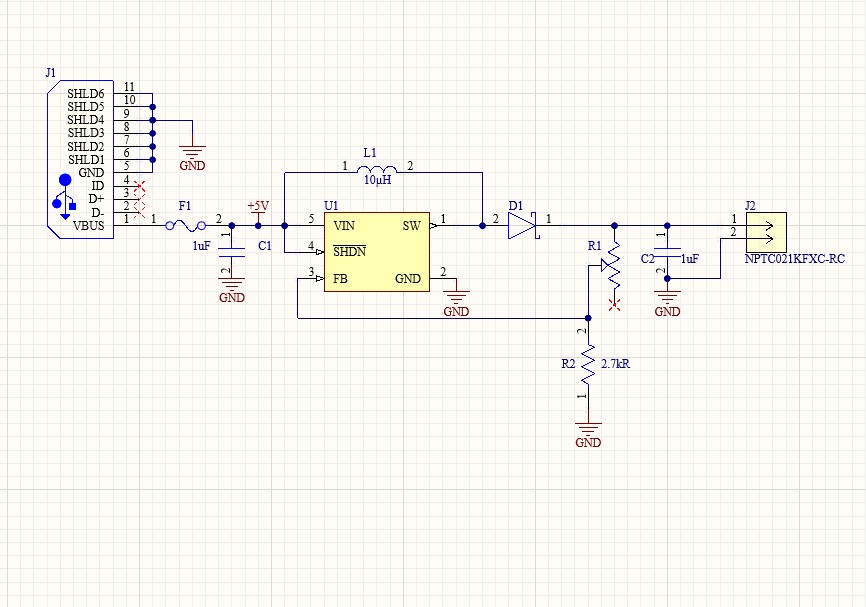 J1
SHLD6 11
SHLD5 10
SHLD4 9
SHLD3 8
SHLD2 7
SHLD1 6
GND 5
ID 4
D+ 3
D- 2
VBUS 1
GND
1 F1 2
+5V
1uF 1 C1
2
GND
L1
1 2
10µH
U1
5 VIN SW 1
4 SHDN
3 FB GND 2
GND
D1
2 1
R1
2
R2 2.7kR
1
GND
1
C2 1uF
2
GND
J2
1
2
NPTC021KFXC-RC